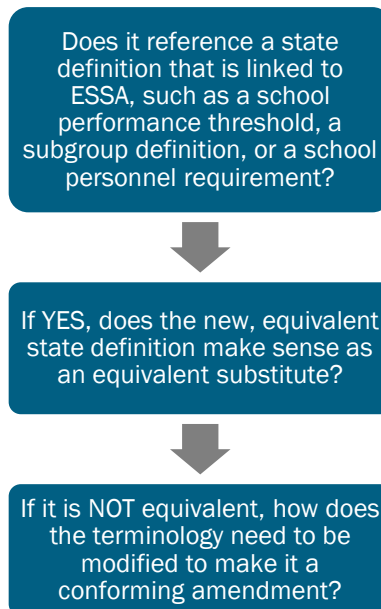 Does it reference a state
definition that is linked to
ESSA, such as a school
performance threshold, a
subgroup definition, or a school
personnel requirement?
If YES, does the new, equivalent
state definition make sense as
an equivalent substitute?
If it is NOT equivalent, how does
the terminology need to be
modified to make it a
conforming amendment?